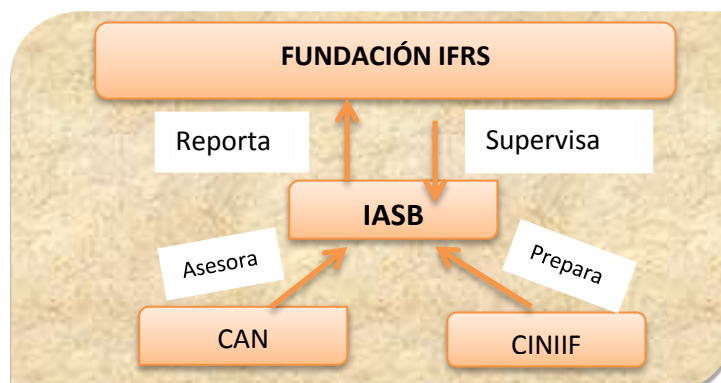 FUNDACIÓN IFRS
Reporta
Supervisa
IASB
Asesora
Prepara
CAN
CINIIF